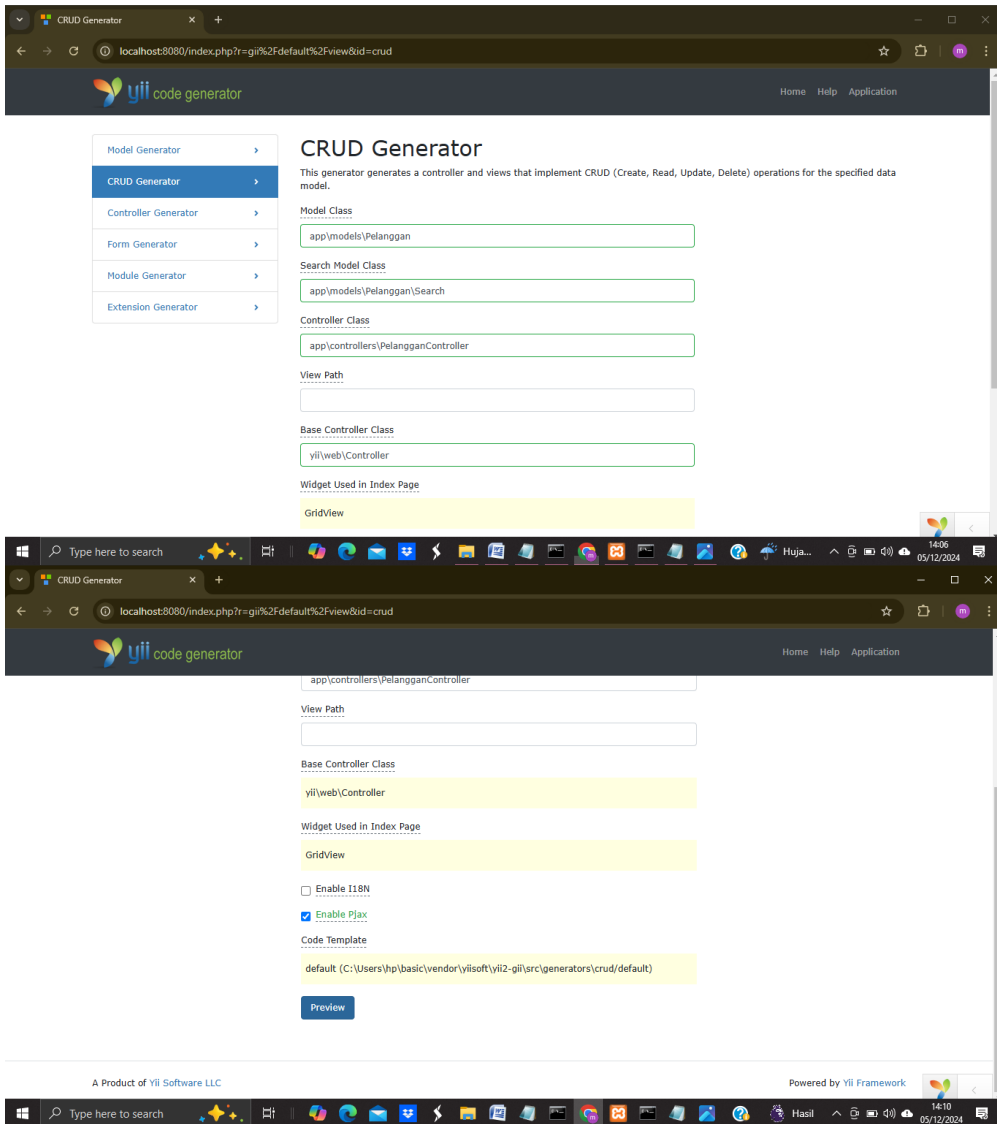 CRUD Generator
localhost:8080/index.php?r=gii%2Fdefault%2Fview&id=crud
m
yii code generator
Home Help Application
Model Generator
CRUD Generator
Controller Generator
Form Generator
Module Generator
Extension Generator
CRUD Generator
This generator generates a controller and views that implement CRUD (Create, Read, Update, Delete) operations for the specified data
model.
Model Class
app\models\Pelanggan
Search Model Class
app\models\Pelanggan\Search
Controller Class
app\controllers\PelangganController
View Path
Base Controller Class
yii\web\Controller
Widget Used in Index Page
GridView
Type here to search
Huja...
14:06
05/12/2024
CRUD Generator
localhost:8080/index.php?r=gii%2Fdefault%2Fview&id=crud
m
yii code generator
Home Help Application
app\controllers\PelangganController
View Path
Base Controller Class
yii\web\Controller
Widget Used in Index Page
GridView
Enable I18N
Enable Pjax
Code Template
default (C:\Users\hp\basic\vendor\yiisoft\yii2-gii\src\generators\crud/default)
Preview
A Product of Yii Software LLC
Powered by Yii Framework
Type here to search
Hasil
14:10
05/12/2024